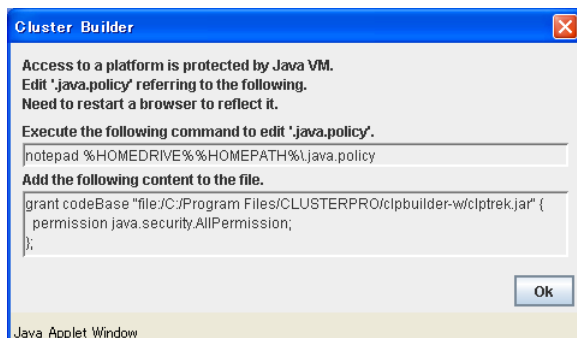 Cluster Builder
Access to a platform is protected by Java VM.
Edit '.java.policy' referring to the following.
Need to restart a browser to reflect it.
Execute the following command to edit '.java.policy'.
notepad %HOMEDRIVE%%HOMEPATH%\.java.policy
Add the following content to the file.
grant codeBase "file:/C:/Program Files/CLUSTERPRO/clpbuilder-w/clptrek.jar" {
  permission java.security.AllPermission;
};
Ok
Java Applet Window